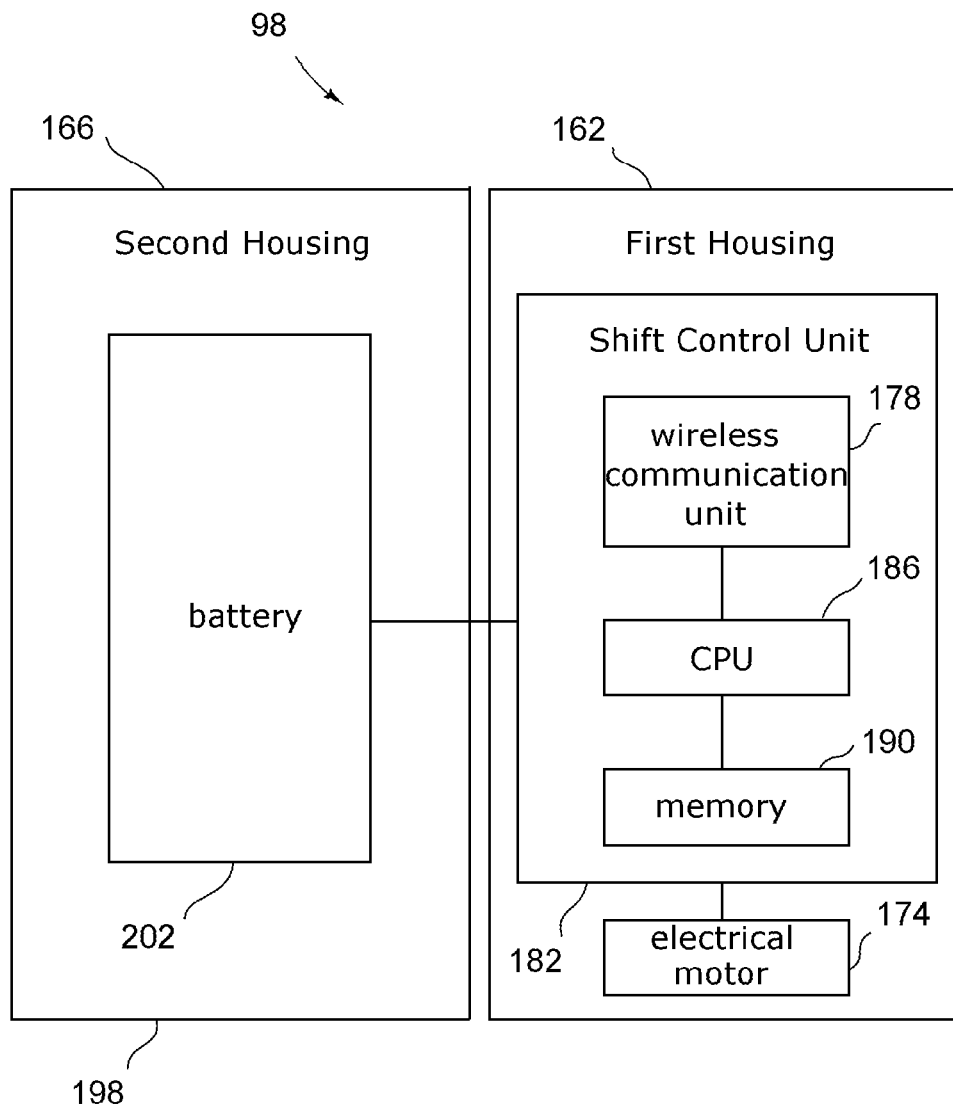 98
166
162
Second Housing
First Housing
Shift Control Unit
178
wireless
communication
unit
186
battery
CPU
190
memory
202
182
electrical
motor
174
198